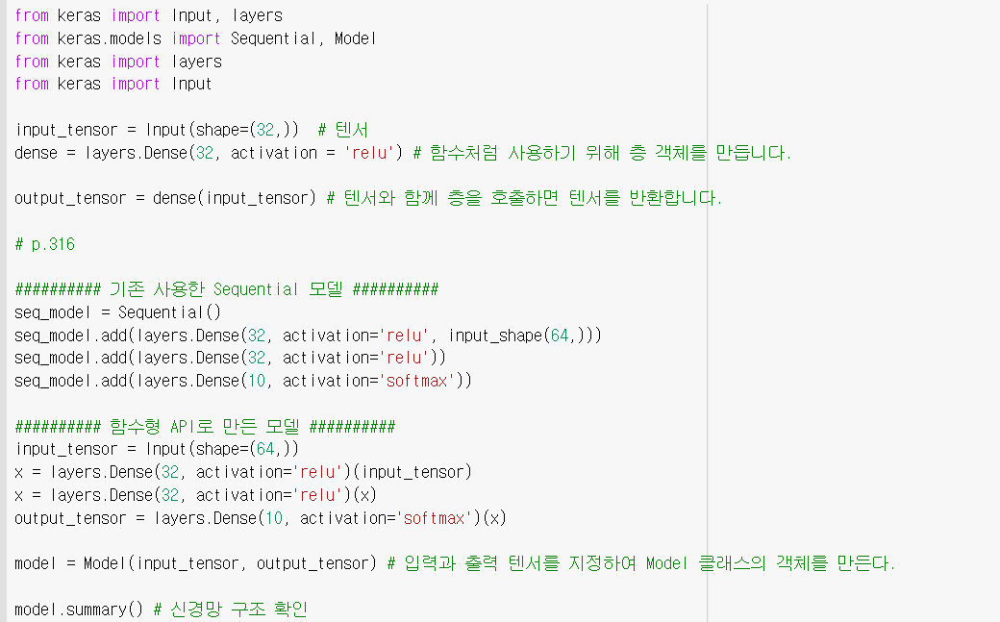 from keras import Input, layers
from keras.models import Sequential, Model
from keras import layers
from keras import Input
input_tensor = Input(shape=(32,))  # 텐서
dense = layers.Dense(32, activation = 'relu') # 함수처럼 사용하기 위해 층 객체를 만듭니다.
output_tensor = dense(input_tensor) # 텐서와 함께 층을 호출하면 텐서를 반환합니다.
# p.316
########## 기존 사용한 Sequential 모델 ##########
seq_model = Sequential()
seq_model.add(layers.Dense(32, activation='relu', input_shape(64,)))
seq_model.add(layers.Dense(32, activation='relu'))
seq_model.add(layers.Dense(10, activation='softmax'))
########## 함수형 API로 만든 모델 ##########
input_tensor = Input(shape=(64,))
x = layers.Dense(32, activation='relu')(input_tensor)
x = layers.Dense(32, activation='relu')(x)
output_tensor = layers.Dense(10, activation='softmax')(x)
model = Model(input_tensor, output_tensor) # 입력과 출력 텐서를 지정하여 Model 클래스의 객체를 만든다.
model.summary() # 신경망 구조 확인